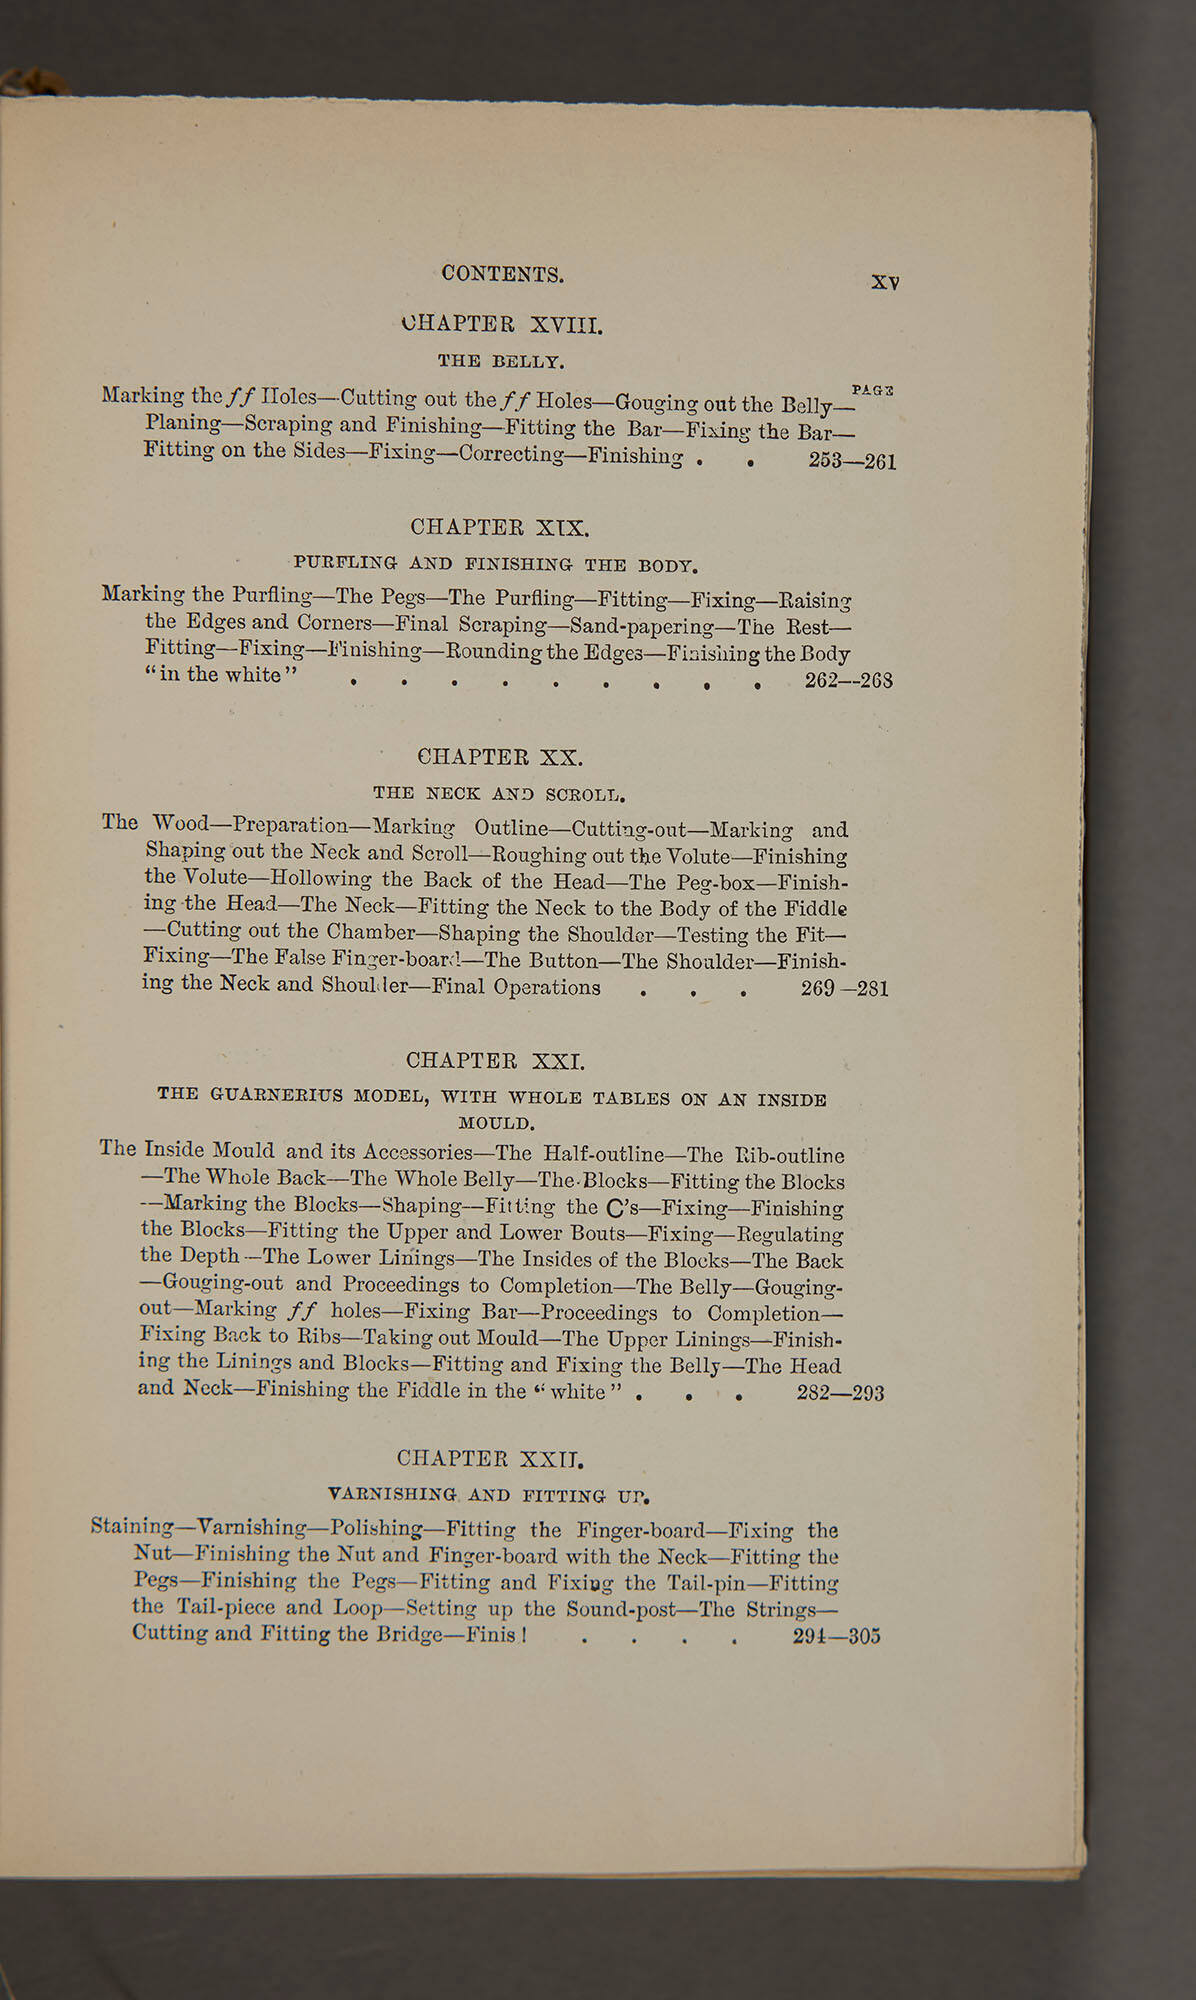 CONTENTS. xv
CHAPTER XVIII.
THE BELLY.
PAGE
Marking the ff Holes—Cutting out the ff Holes—Gouging out the Belly—
Planing—Scraping and Finishing—Fitting the Bar—Fixing the Bar—
Fitting on the Sides—Fixing—Correcting—Finishing . . 253—261
CHAPTER XIX.
PURFLING AND FINISHING THE BODY.
Marking the Purfling—The Pegs—The Purfling—Fitting—Fixing—Raising
the Edges and Corners—Final Scraping—Sand-papering—The Rest—
Fitting—Fixing—Finishing—Rounding the Edges—Finishing the Body
“in the white” . . . . . . . . . 262—268
CHAPTER XX.
THE NECK AND SCROLL.
The Wood—Preparation—Marking Outline—Cutting-out—Marking and
Shaping out the Neck and Scroll—Roughing out the Volute—Finishing
the Volute—Hollowing the Back of the Head—The Peg-box—Finish-
ing the Head—The Neck—Fitting the Neck to the Body of the Fiddle
—Cutting out the Chamber—Shaping the Shoulder—Testing the Fit—
Fixing—The False Finger-board—The Button—The Shoulder—Finish-
ing the Neck and Shoulder—Final Operations . . . 269—281
CHAPTER XXI.
THE GUARNERIUS MODEL, WITH WHOLE TABLES ON AN INSIDE
MOULD.
The Inside Mould and its Accessories—The Half-outline—The Rib-outline
—The Whole Back—The Whole Belly—The Blocks—Fitting the Blocks
—Marking the Blocks—Shaping—Fitting the C’s—Fixing—Finishing
the Blocks—Fitting the Upper and Lower Bouts—Fixing—Regulating
the Depth—The Lower Linings—The Insides of the Blocks—The Back
—Gouging-out and Proceedings to Completion—The Belly—Gouging-
out—Marking ff holes—Fixing Bar—Proceedings to Completion—
Fixing Back to Ribs—Taking out Mould—The Upper Linings—Finish-
ing the Linings and Blocks—Fitting and Fixing the Belly—The Head
and Neck—Finishing the Fiddle in the “white” . . . 282—293
CHAPTER XXII.
VARNISHING AND FITTING UP.
Staining—Varnishing—Polishing—Fitting the Finger-board—Fixing the
Nut—Finishing the Nut and Finger-board with the Neck—Fitting the
Pegs—Finishing the Pegs—Fitting and Fixing the Tail-pin—Fitting
the Tail-piece and Loop—Setting up the Sound-post—The Strings—
Cutting and Fitting the Bridge—Finis! . . . . 294—305